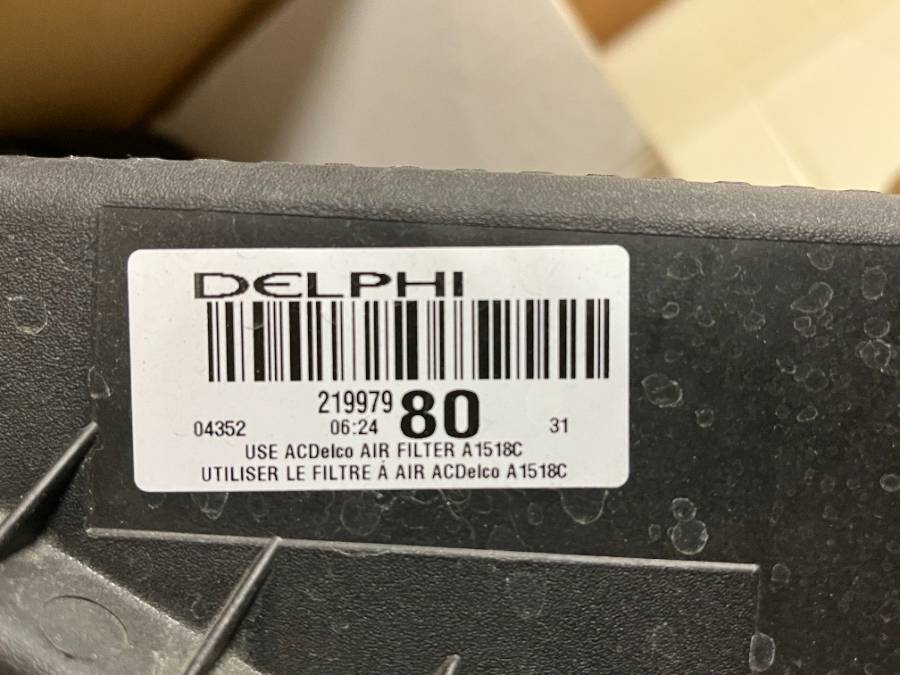 DELPHI
219979 80
04352 06:24 31
USE ACDelco AIR FILTER A1518C
UTILISER LE FILTRE Á AIR ACDelco A1518C